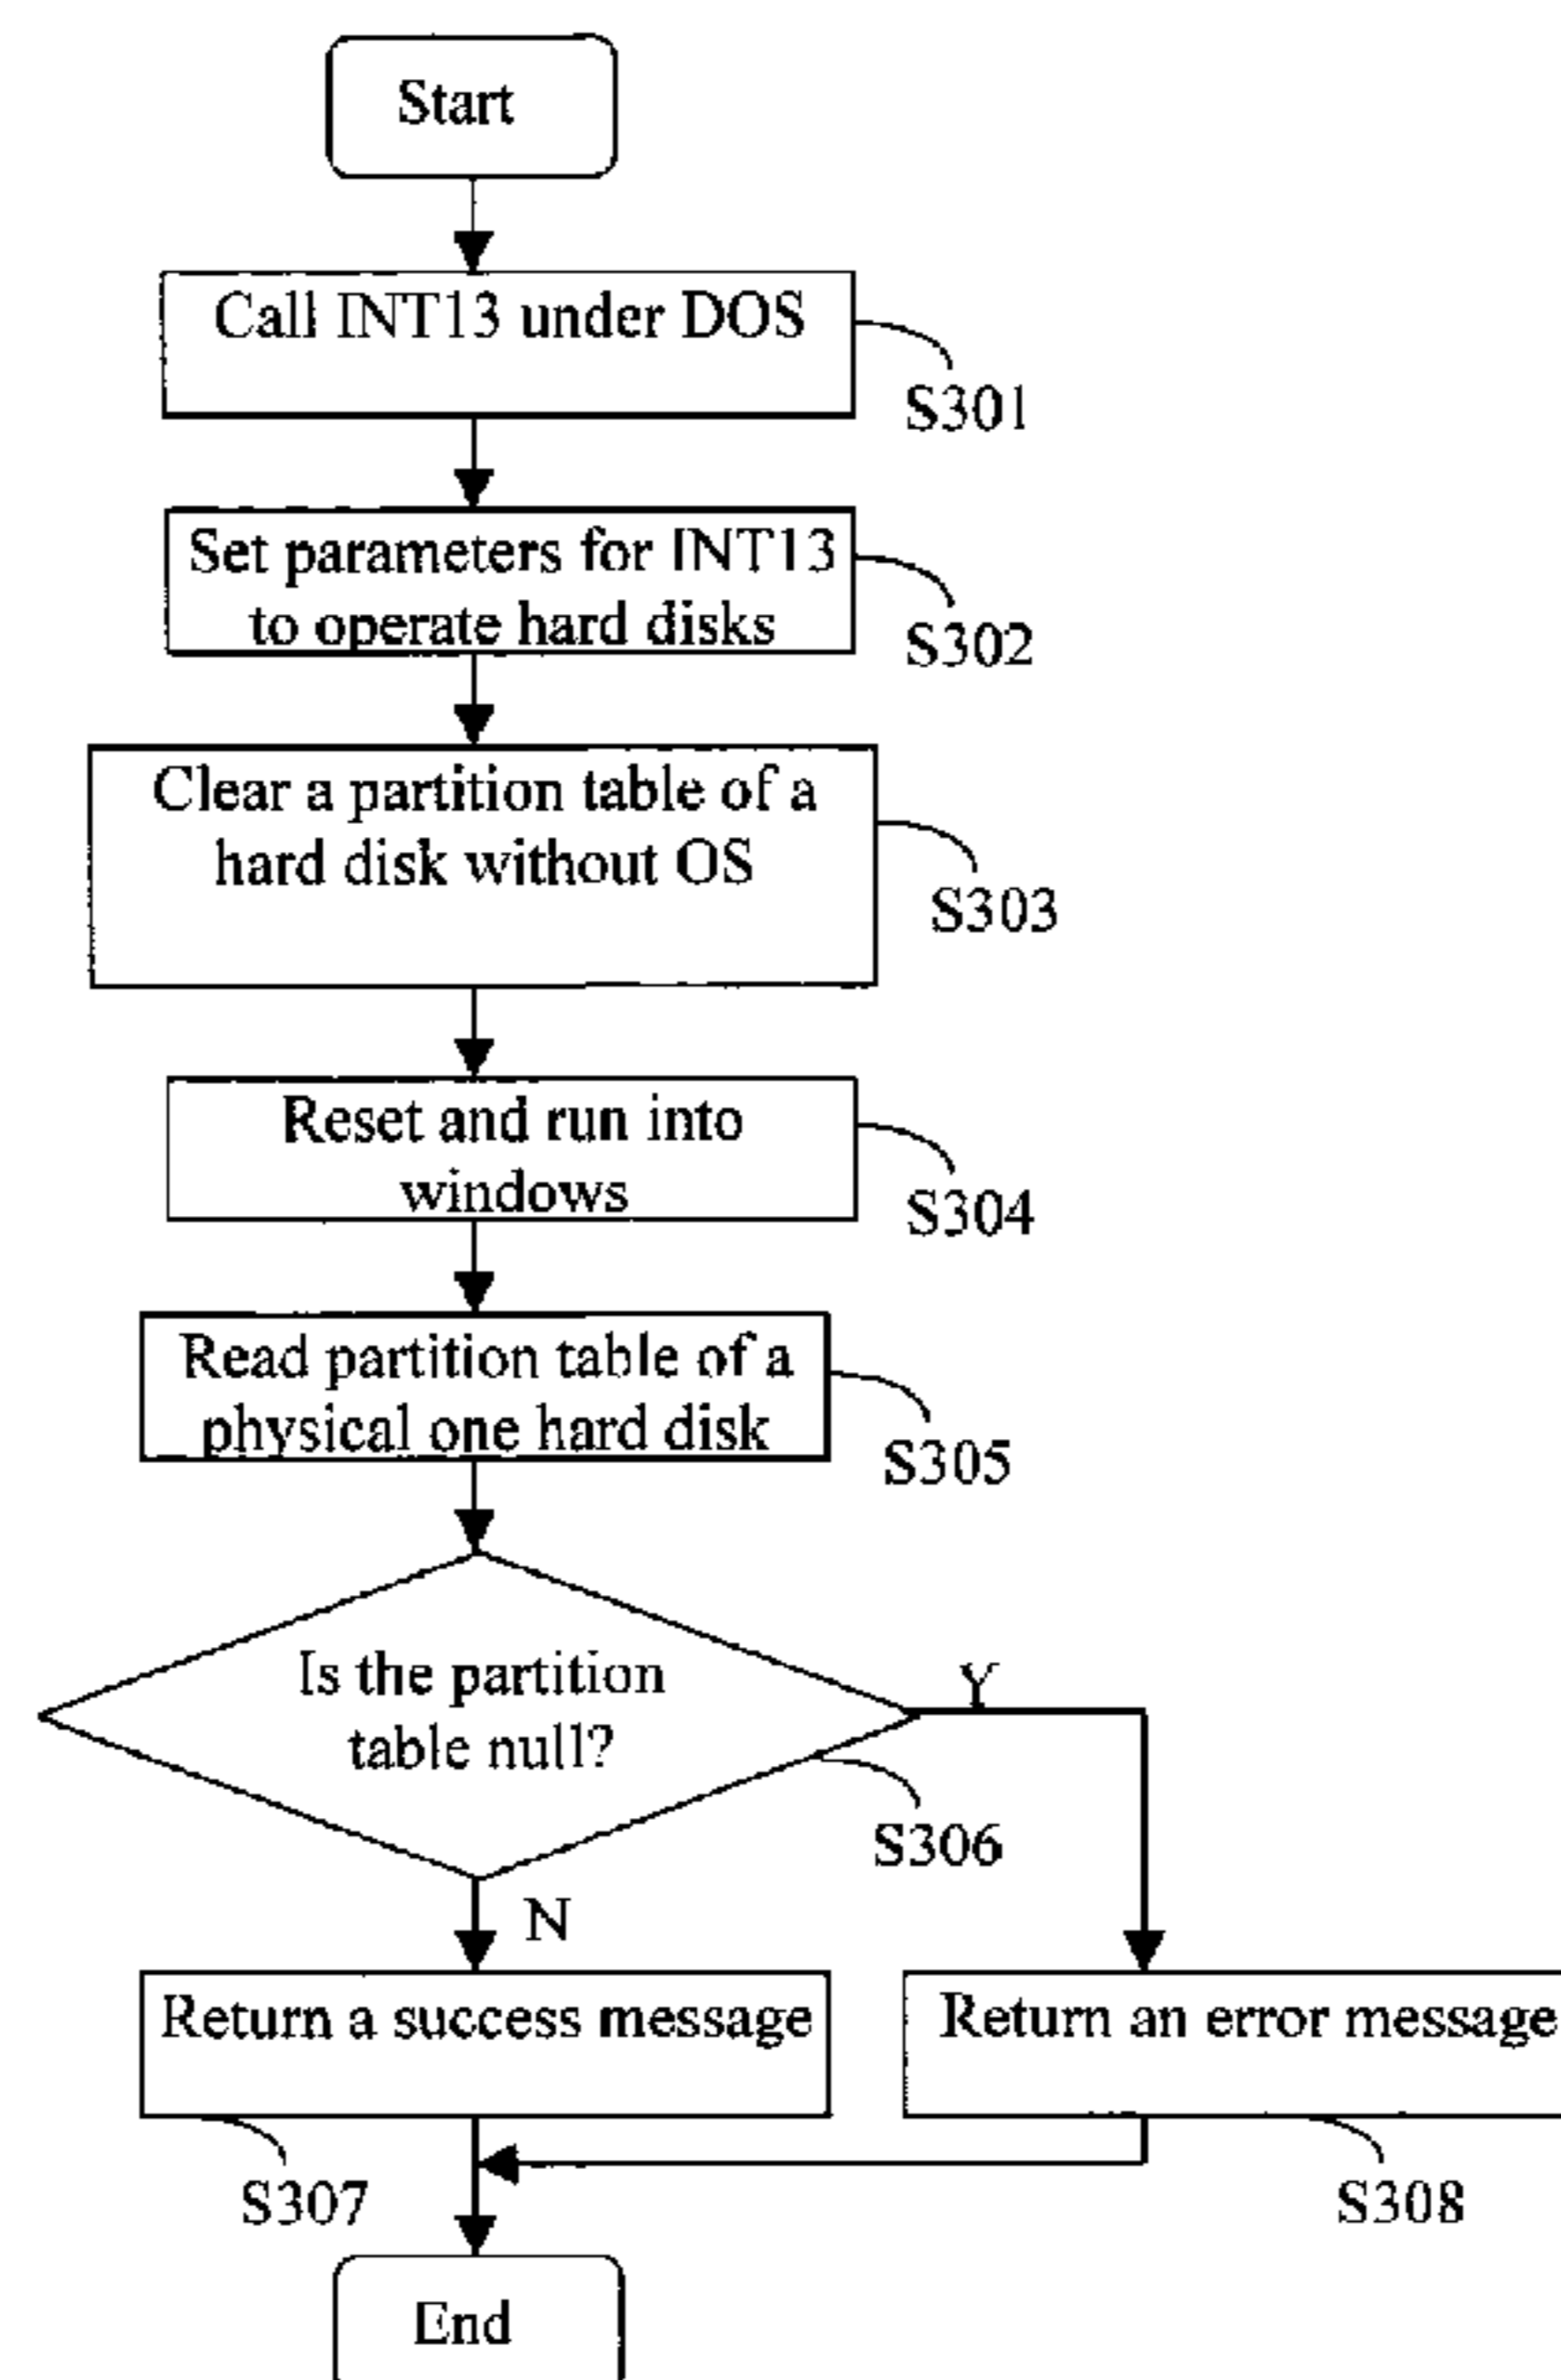 Start
Call INT13 under DOS
S301
Set parameters for INT13
to operate hard disks
S302
Clear a partition table of a
hard disk without OS
S303
Reset and run into
windows
S304
Read partition table of a
physical one hard disk
S305
Is the partition
table null?
Y
S306
N
Return a success message
Return an error message
S307
S308
End